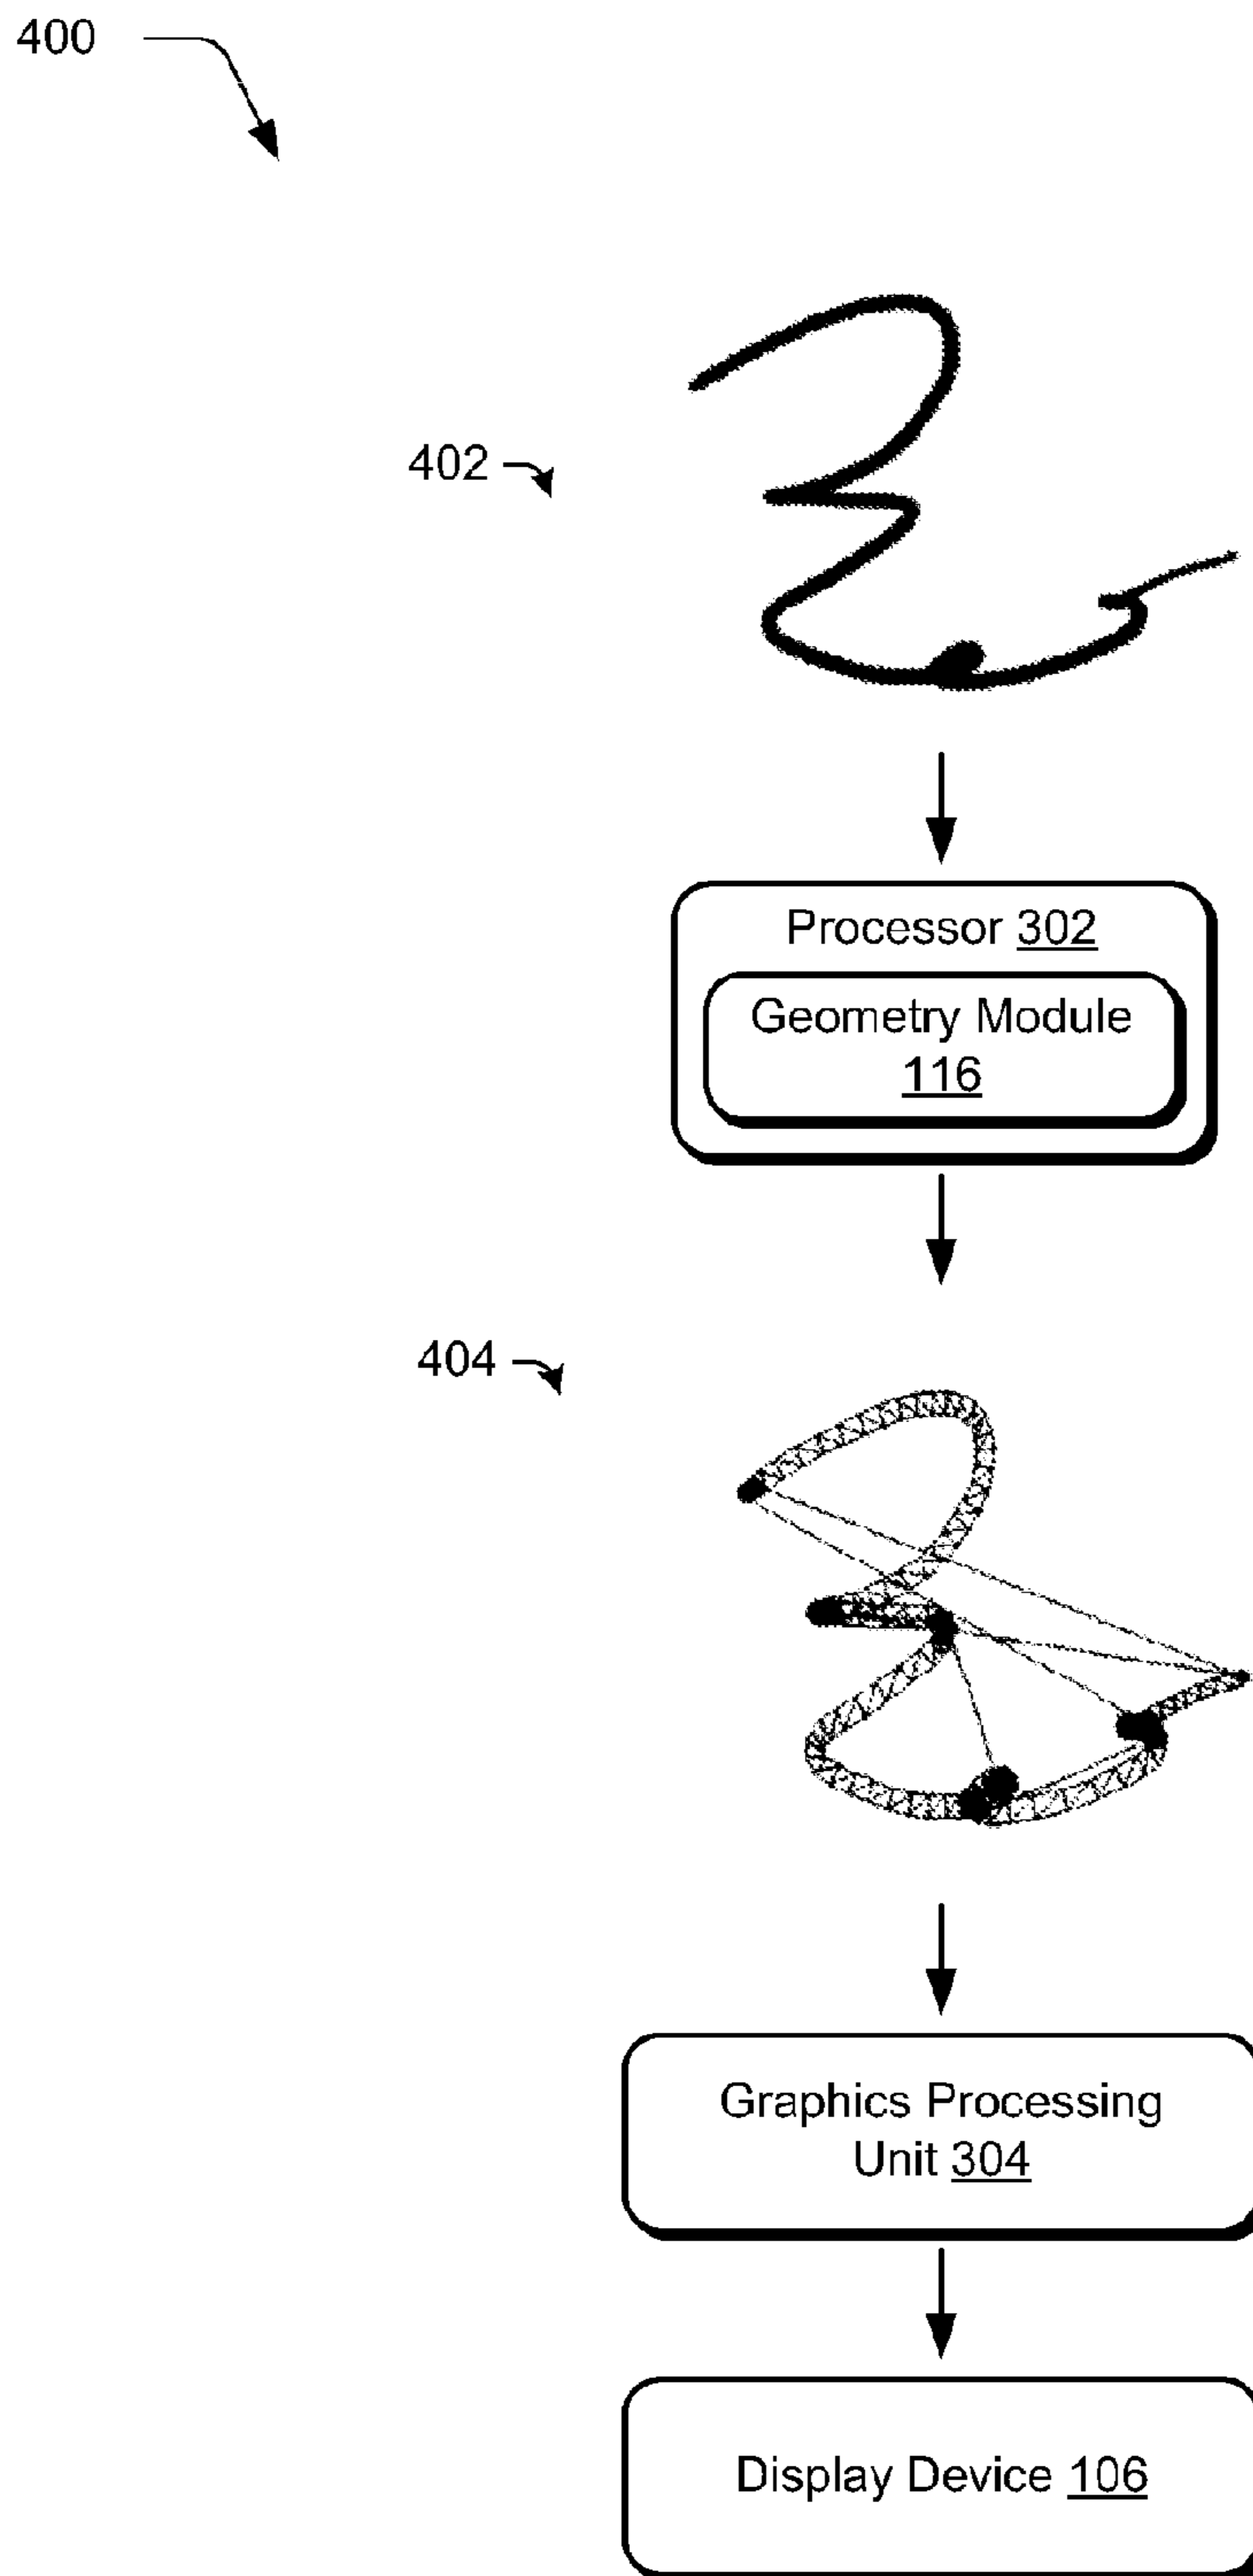 400
402
Processor 302
Geometry Module
116
404
Graphics Processing
Unit 304
Display Device 106